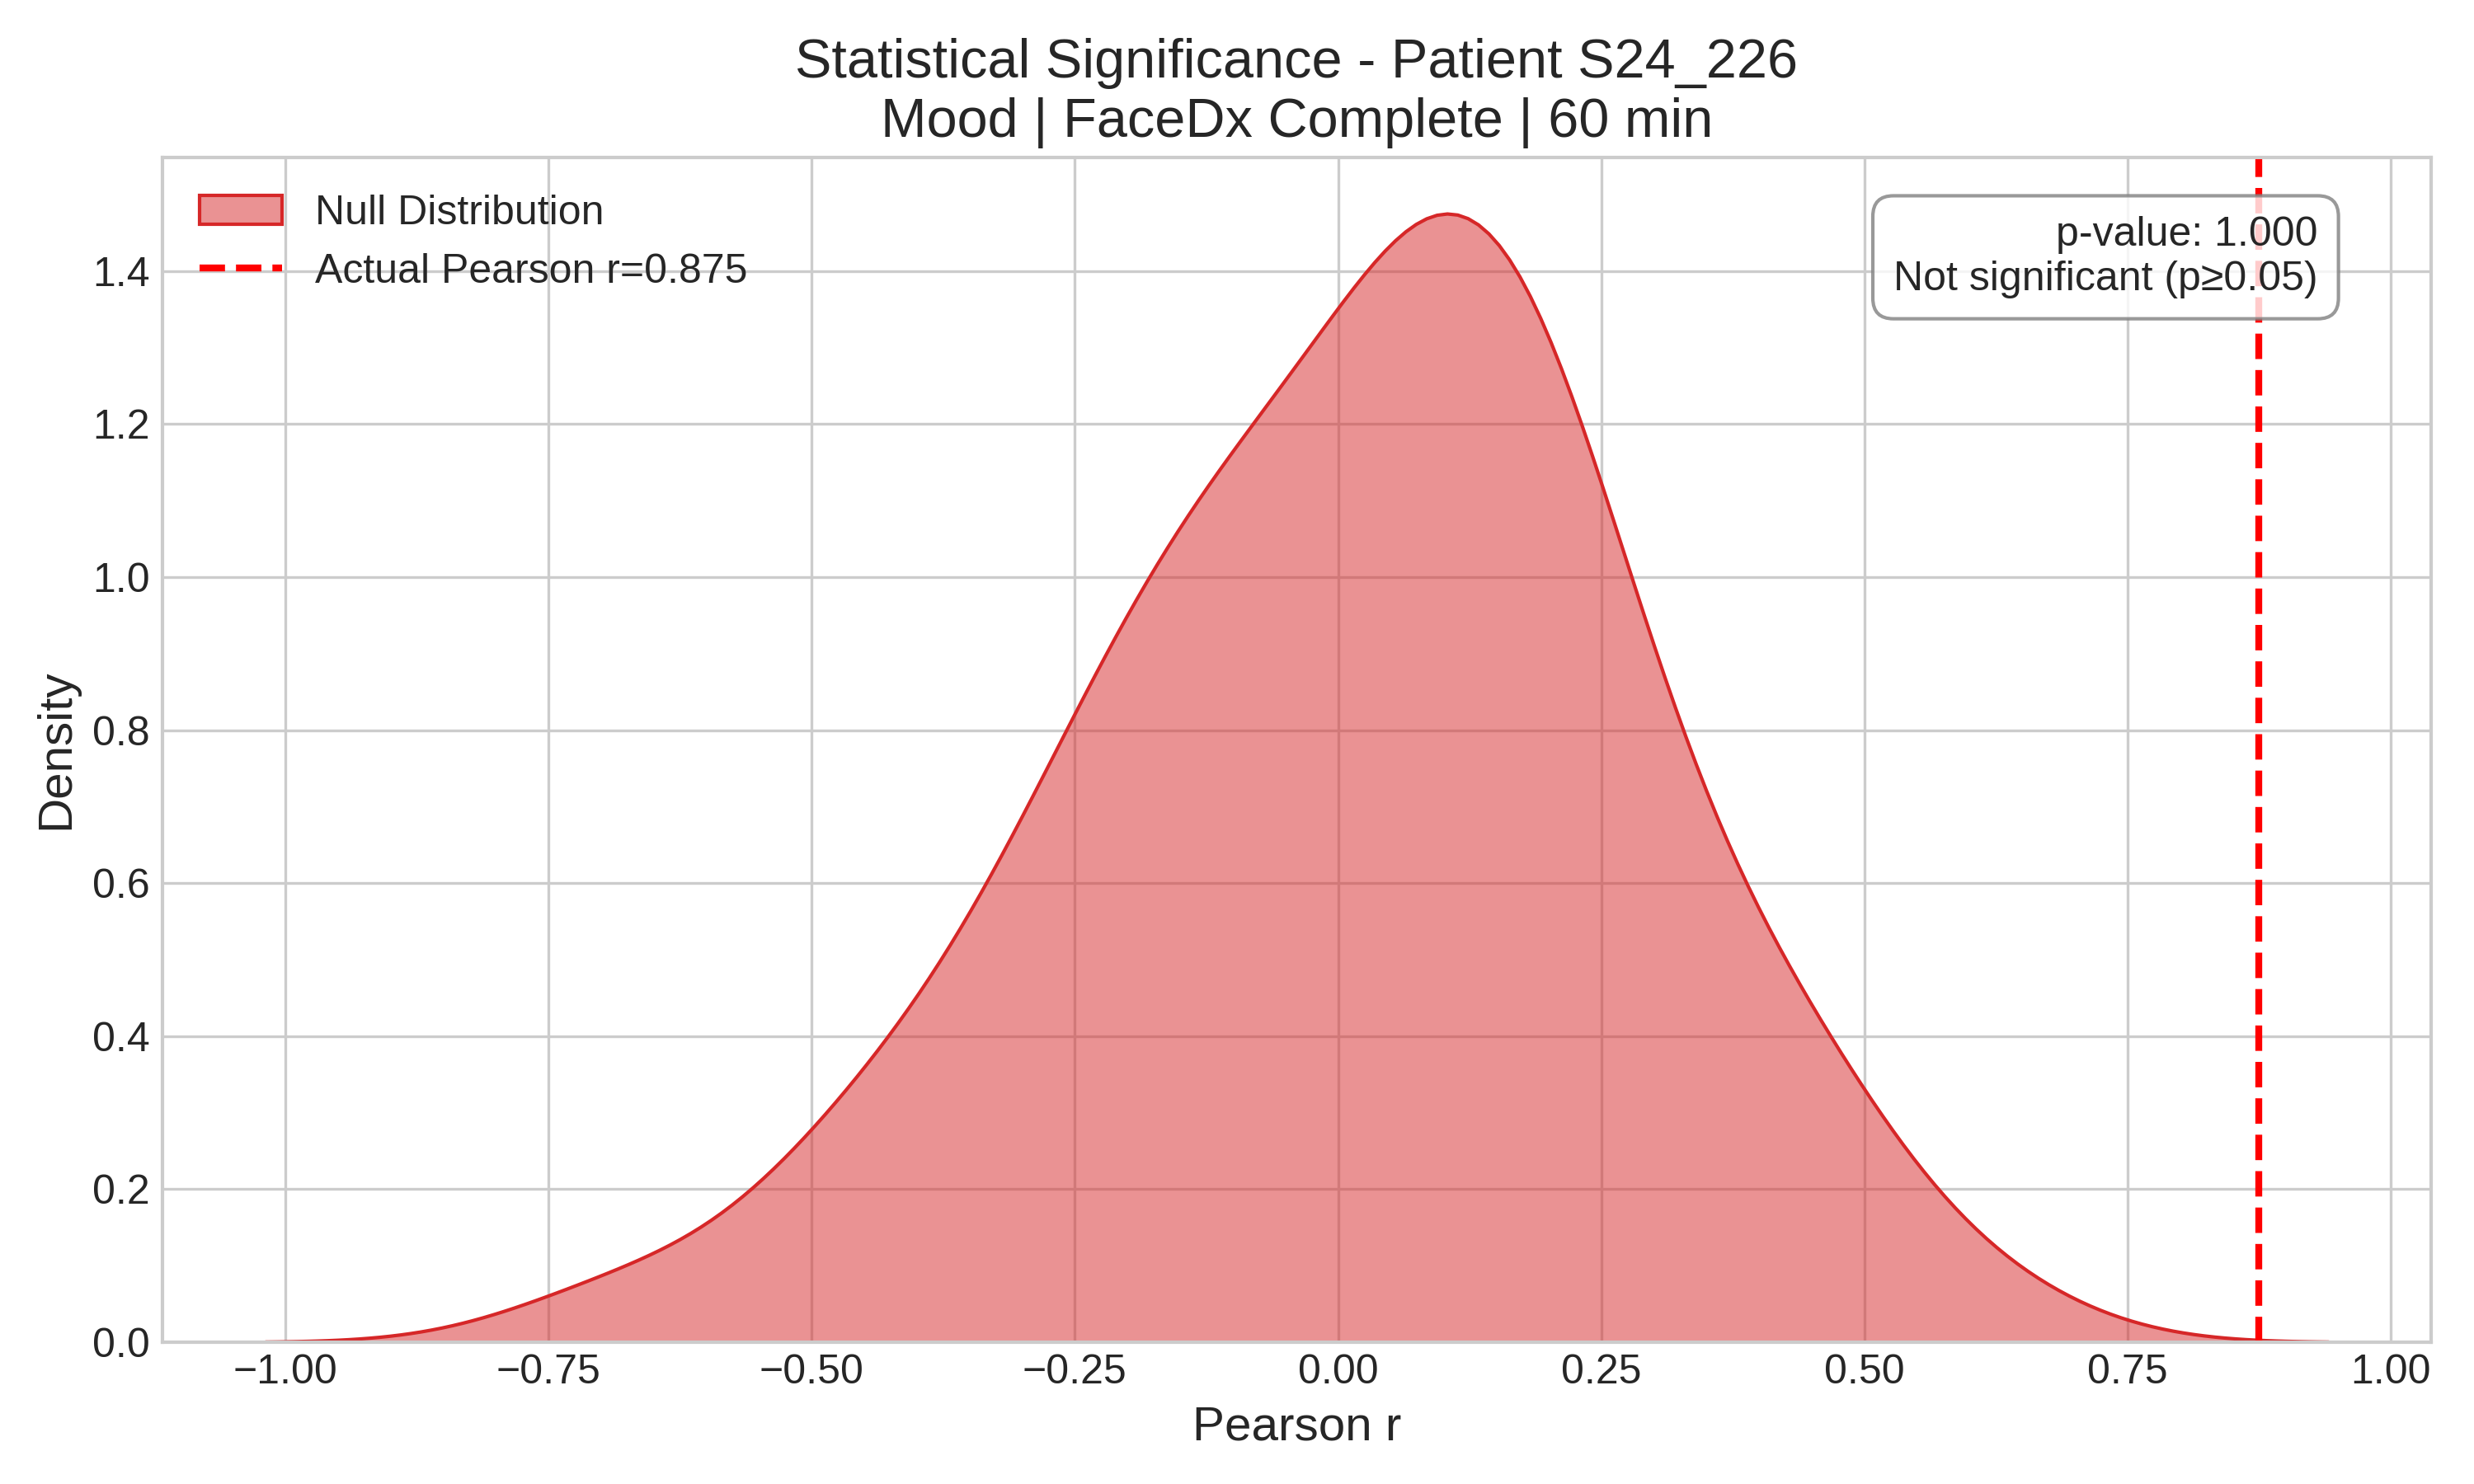 Statistical Significance - Patient S24_226
Mood | FaceDx Complete | 60 min
Null Distribution
Actual Pearson r=0.875
p-value: 1.000
Not significant (p≥0.05)
Density
1.4
1.2
1.0
0.8
0.6
0.4
0.2
0.0
−1.00 −0.75 −0.50 −0.25 0.00 0.25 0.50 0.75 1.00
Pearson r